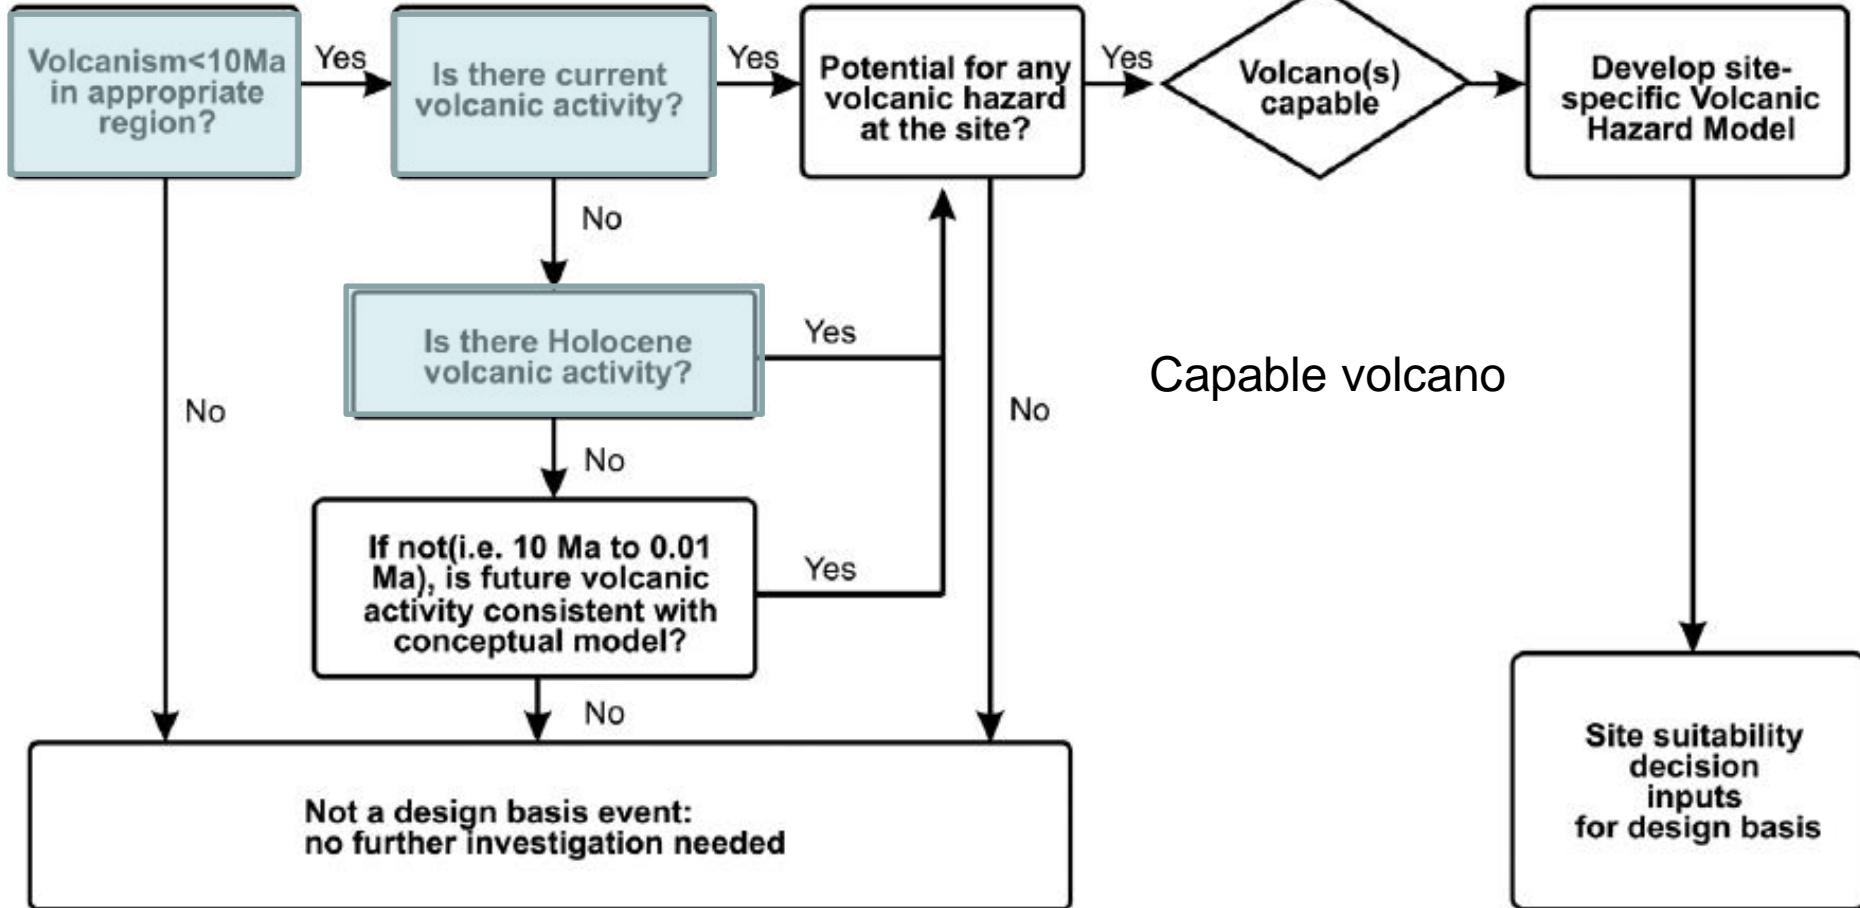 Volcanism<10Ma
in appropriate
region?
Yes
Is there current
volcanic activity?
Yes
Potential for any
volcanic hazard
at the site?
Yes
Volcano(s)
capable
Develop site-
specific Volcanic
Hazard Model
No
Is there Holocene
volcanic activity?
Yes
Capable volcano
No
No
No
If not(i.e. 10 Ma to 0.01
Ma), is future volcanic
activity consistent with
conceptual model?
Yes
No
Not a design basis event:
no further investigation needed
Site suitability
decision
inputs
for design basis